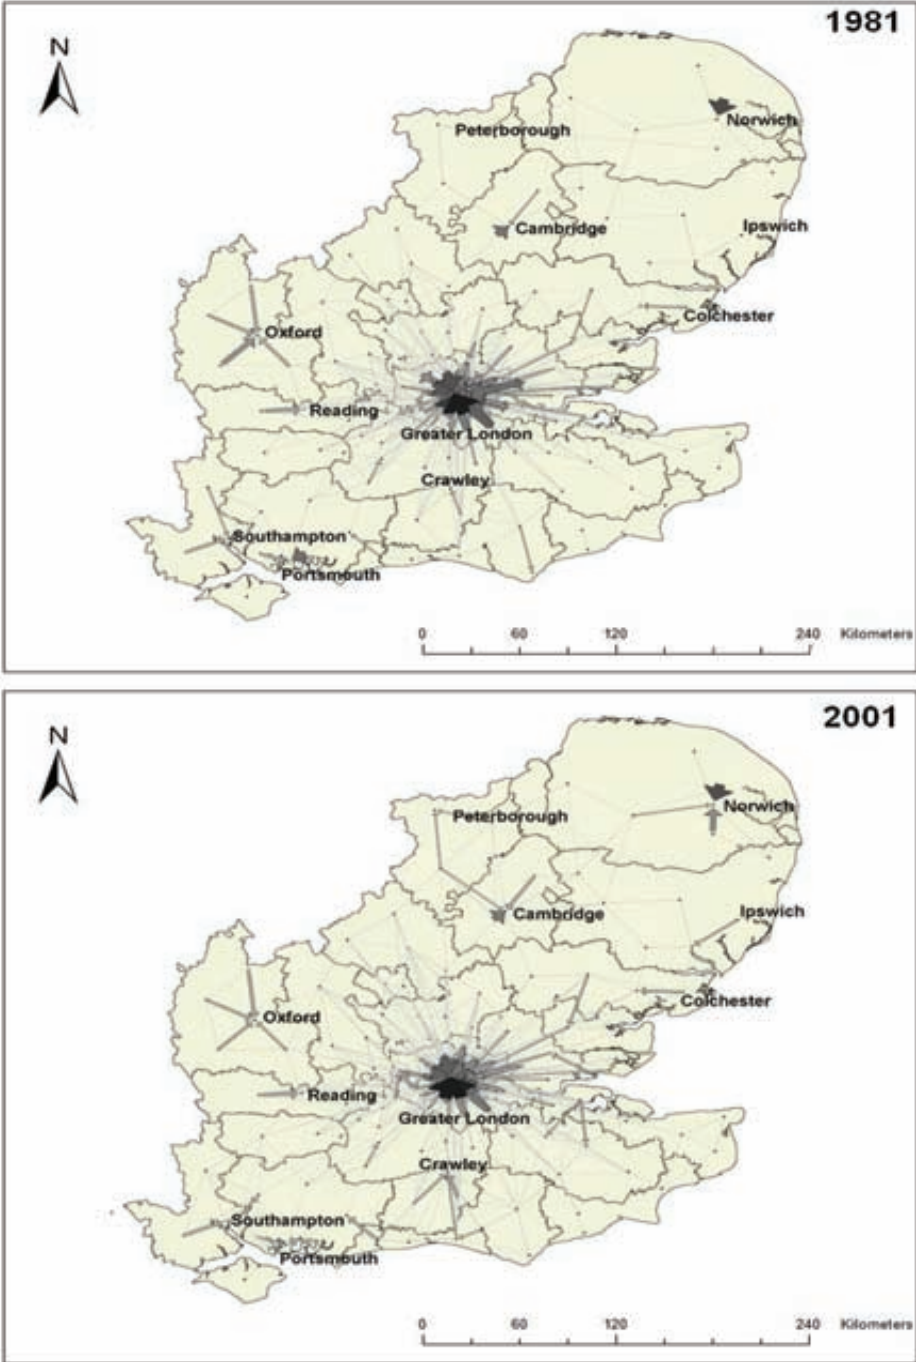 1981
N
Norwich
Peterborough
Cambridge
Ipswich
Colchester
Oxford
Reading
Greater London
Crawley
Southampton
Portsmouth
0 60 120 240 Kilometers
2001
N
Norwich
Peterborough
Cambridge
Ipswich
Colchester
Oxford
Reading
Greater London
Crawley
Southampton
Portsmouth
0 60 120 240 Kilometers